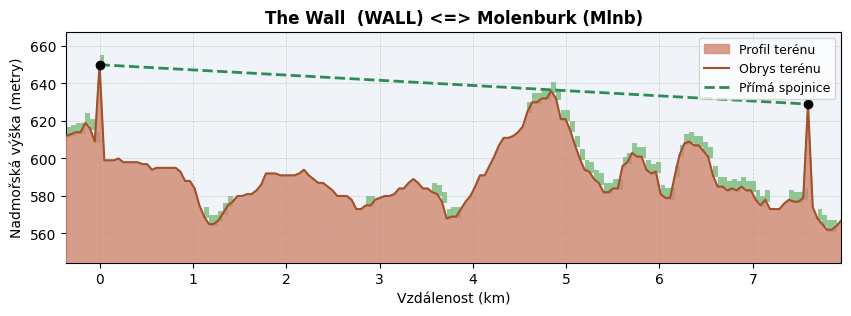 The Wall  (WALL) <=> Molenburk (Mlnb)
Nadmořská výška (metry)
660
640
620
600
580
560
Profil terénu
Obrys terénu
Přímá spojnice
0
1
2
3
4
5
6
7
Vzdálenost (km)